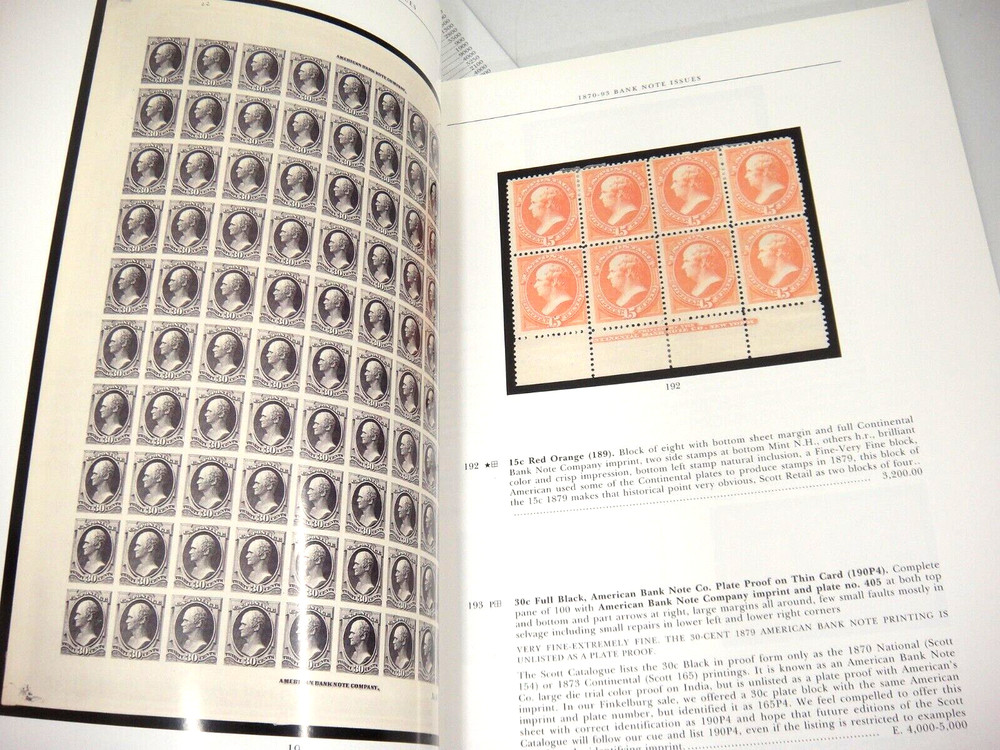 AMERICAN BANK NOTE COMPANY.
AMERICAN BANK NOTE COMPANY.
1870-93 BANK NOTE ISSUES
192
192 ★⊞ 15c Red Orange (189). Block of eight with bottom sheet margin and full Continental
Bank Note Company imprint, two side stamps at bottom Mint N.H., others h.r., brilliant
color and crisp impression, bottom left stamp natural inclusion, a Fine-Very Fine block,
American used some of the Continental plates to produce stamps in 1879, this block of
the 15c 1879 makes that historical point very obvious, Scott Retail as two blocks of four..
3,200.00
193 P⊞ 30c Full Black, American Bank Note Co. Plate Proof on Thin Card (190P4). Complete
pane of 100 with American Bank Note Company imprint and plate no. 405 at both top
and bottom and part arrows at right, large margins all around, few small faults mostly in
selvage including small repairs in lower left and lower right corners
VERY FINE-EXTREMELY FINE. THE 30-CENT 1879 AMERICAN BANK NOTE PRINTING IS
UNLISTED AS A PLATE PROOF.
The Scott Catalogue lists the 30c Black in proof form only as the 1870 National (Scott
154) or 1873 Continental (Scott 165) printings. It is known as an American Bank Note
Co. large die trial color proof on India, but is unlisted as a plate proof with American's
imprint. In our Finkelburg sale, we offered a 30c plate block with the same American
imprint and plate number, but identified it as 165P4. We feel compelled to offer this
sheet with correct identification as 190P4 and hope that future editions of the Scott
Catalogue will follow our cue and list 190P4, even if the listing is restricted to examples
identifying imprint. E. 4,000-5,000